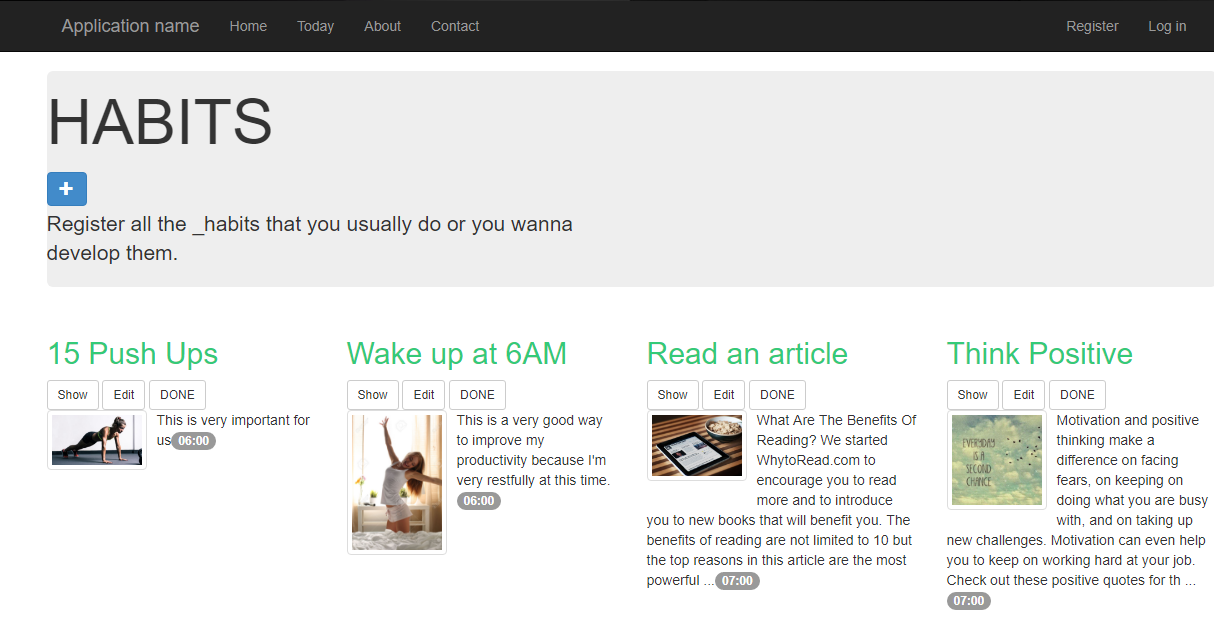 Application name Home Today About Contact Register Log in
HABITS
+
Register all the _habits that you usually do or you wanna
develop them.
15 Push Ups
Show Edit DONE
This is very important for
us 06:00
Wake up at 6AM
Show Edit DONE
This is a very good way
to improve my
productivity because I'm
very restfully at this time.
06:00
Read an article
Show Edit DONE
What Are The Benefits Of
Reading? We started
WhytoRead.com to
encourage you to read
more and to introduce
you to new books that will benefit you. The
benefits of reading are not limited to 10 but
the top reasons in this article are the most
powerful ... 07:00
Think Positive
Show Edit DONE
EVERYDAY
IS A
SECOND
CHANCE
Motivation and positive
thinking make a
difference on facing
fears, on keeping on
doing what you are busy
with, and on taking up
new challenges. Motivation can even help
you to keep on working hard at your job.
Check out these positive quotes for th ...
07:00